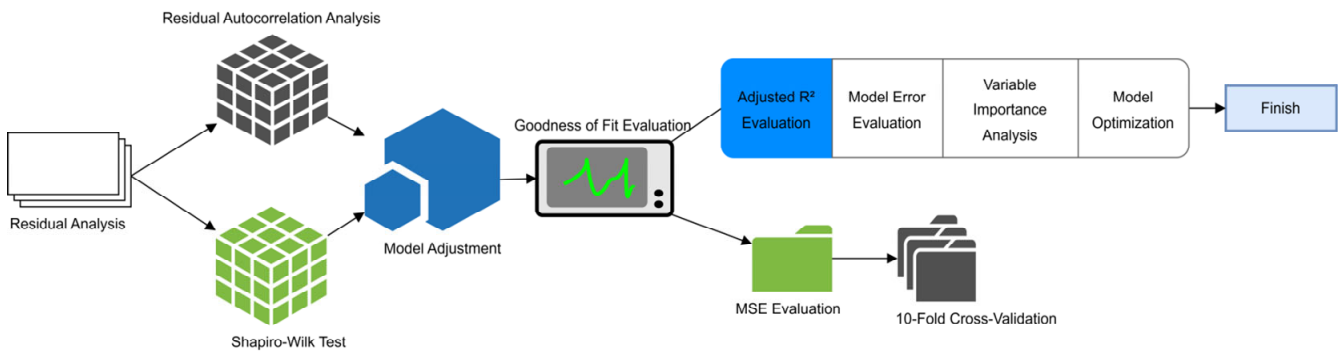 Residual Autocorrelation Analysis
Residual Analysis
Shapiro-Wilk Test
Model Adjustment
Goodness of Fit Evaluation
Adjusted R²
Evaluation
Model Error
Evaluation
Variable
Importance
Analysis
Model
Optimization
Finish
MSE Evaluation
10-Fold Cross-Validation